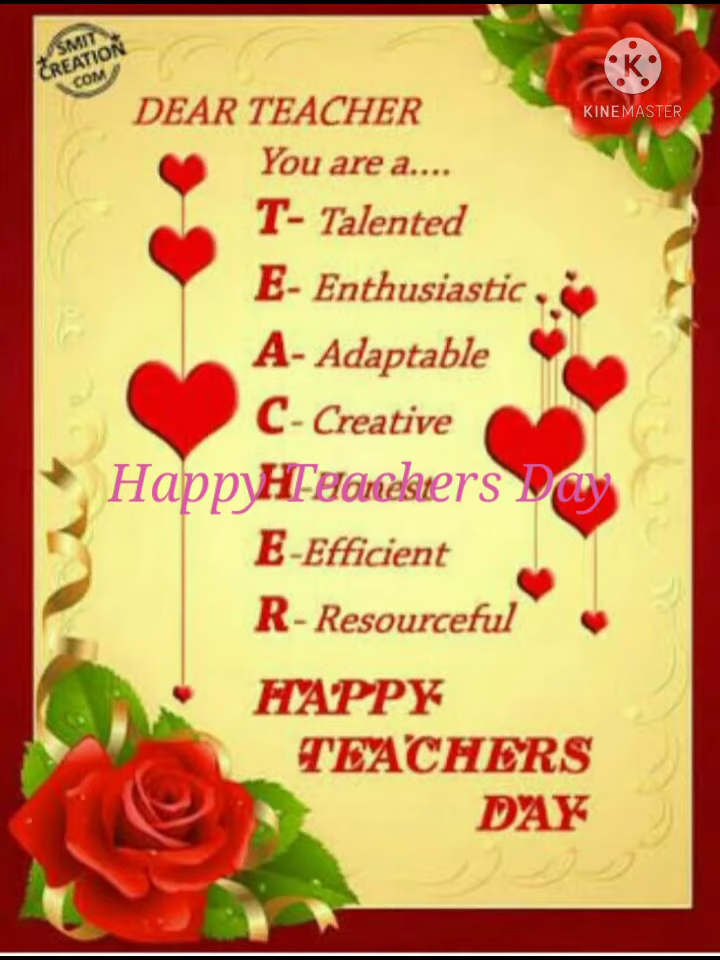 SMIT
CREATION
.COM
K
KINEMASTER
DEAR TEACHER
You are a....
T- Talented
E- Enthusiastic
A- Adaptable
C- Creative
Happy Teachers Day
H-Honest
E-Efficient
R- Resourceful
HAPPY
TEACHERS
DAY